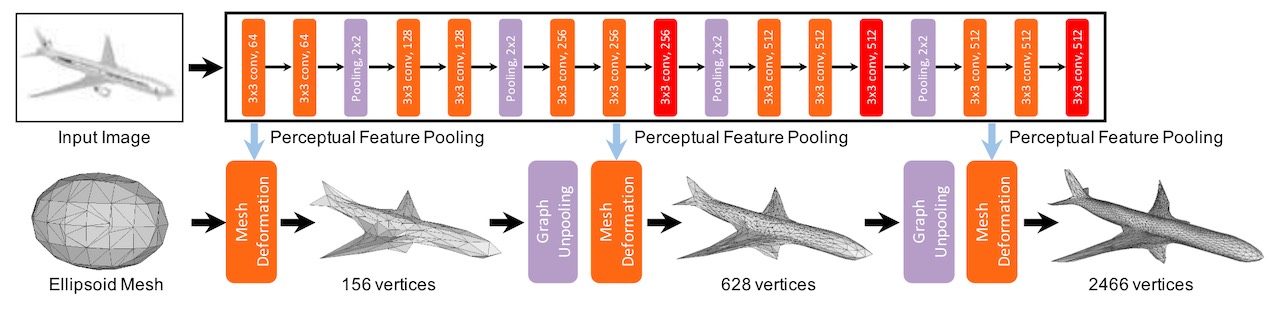 3x3 conv, 64
3x3 conv, 64
Pooling, 2x2
3x3 conv, 128
3x3 conv, 128
Pooling, 2x2
3x3 conv, 256
3x3 conv, 256
3x3 conv, 256
Pooling, 2x2
3x3 conv, 512
3x3 conv, 512
3x3 conv, 512
Pooling, 2x2
3x3 conv, 512
3x3 conv, 512
3x3 conv, 512
Input Image
Perceptual Feature Pooling
Perceptual Feature Pooling
Perceptual Feature Pooling
Mesh
Deformation
Graph
Unpooling
Mesh
Deformation
Graph
Unpooling
Mesh
Deformation
Ellipsoid Mesh
156 vertices
628 vertices
2466 vertices